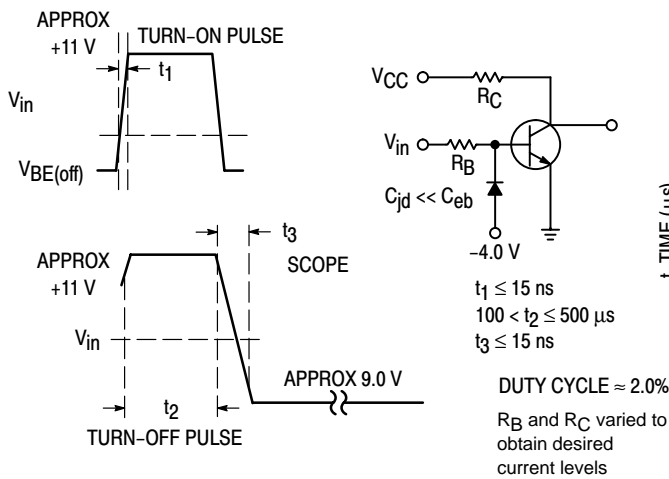 APPROX
+11 V
TURN–ON PULSE
t1
Vin
VBE(off)
VCC
RC
Vin
RB
Cjd << Ceb
–4.0 V
t3
SCOPE
APPROX
+11 V
Vin
APPROX 9.0 V
t2
TURN–OFF PULSE
t1 ≤ 15 ns
100 < t2 ≤ 500 μs
t3 ≤ 15 ns
DUTY CYCLE ≈ 2.0%
RB and RC varied to
obtain desired
current levels
t, TIME (μs)